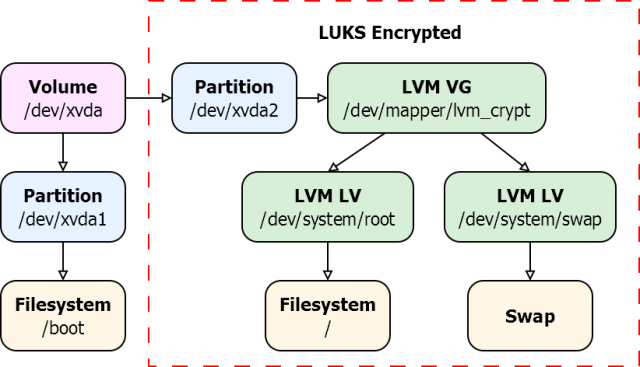 LUKS Encrypted
Volume
/dev/xvda
Partition
/dev/xvda2
LVM VG
/dev/mapper/lvm_crypt
Partition
/dev/xvda1
LVM LV
/dev/system/root
LVM LV
/dev/system/swap
Filesystem
/boot
Filesystem
/
Swap